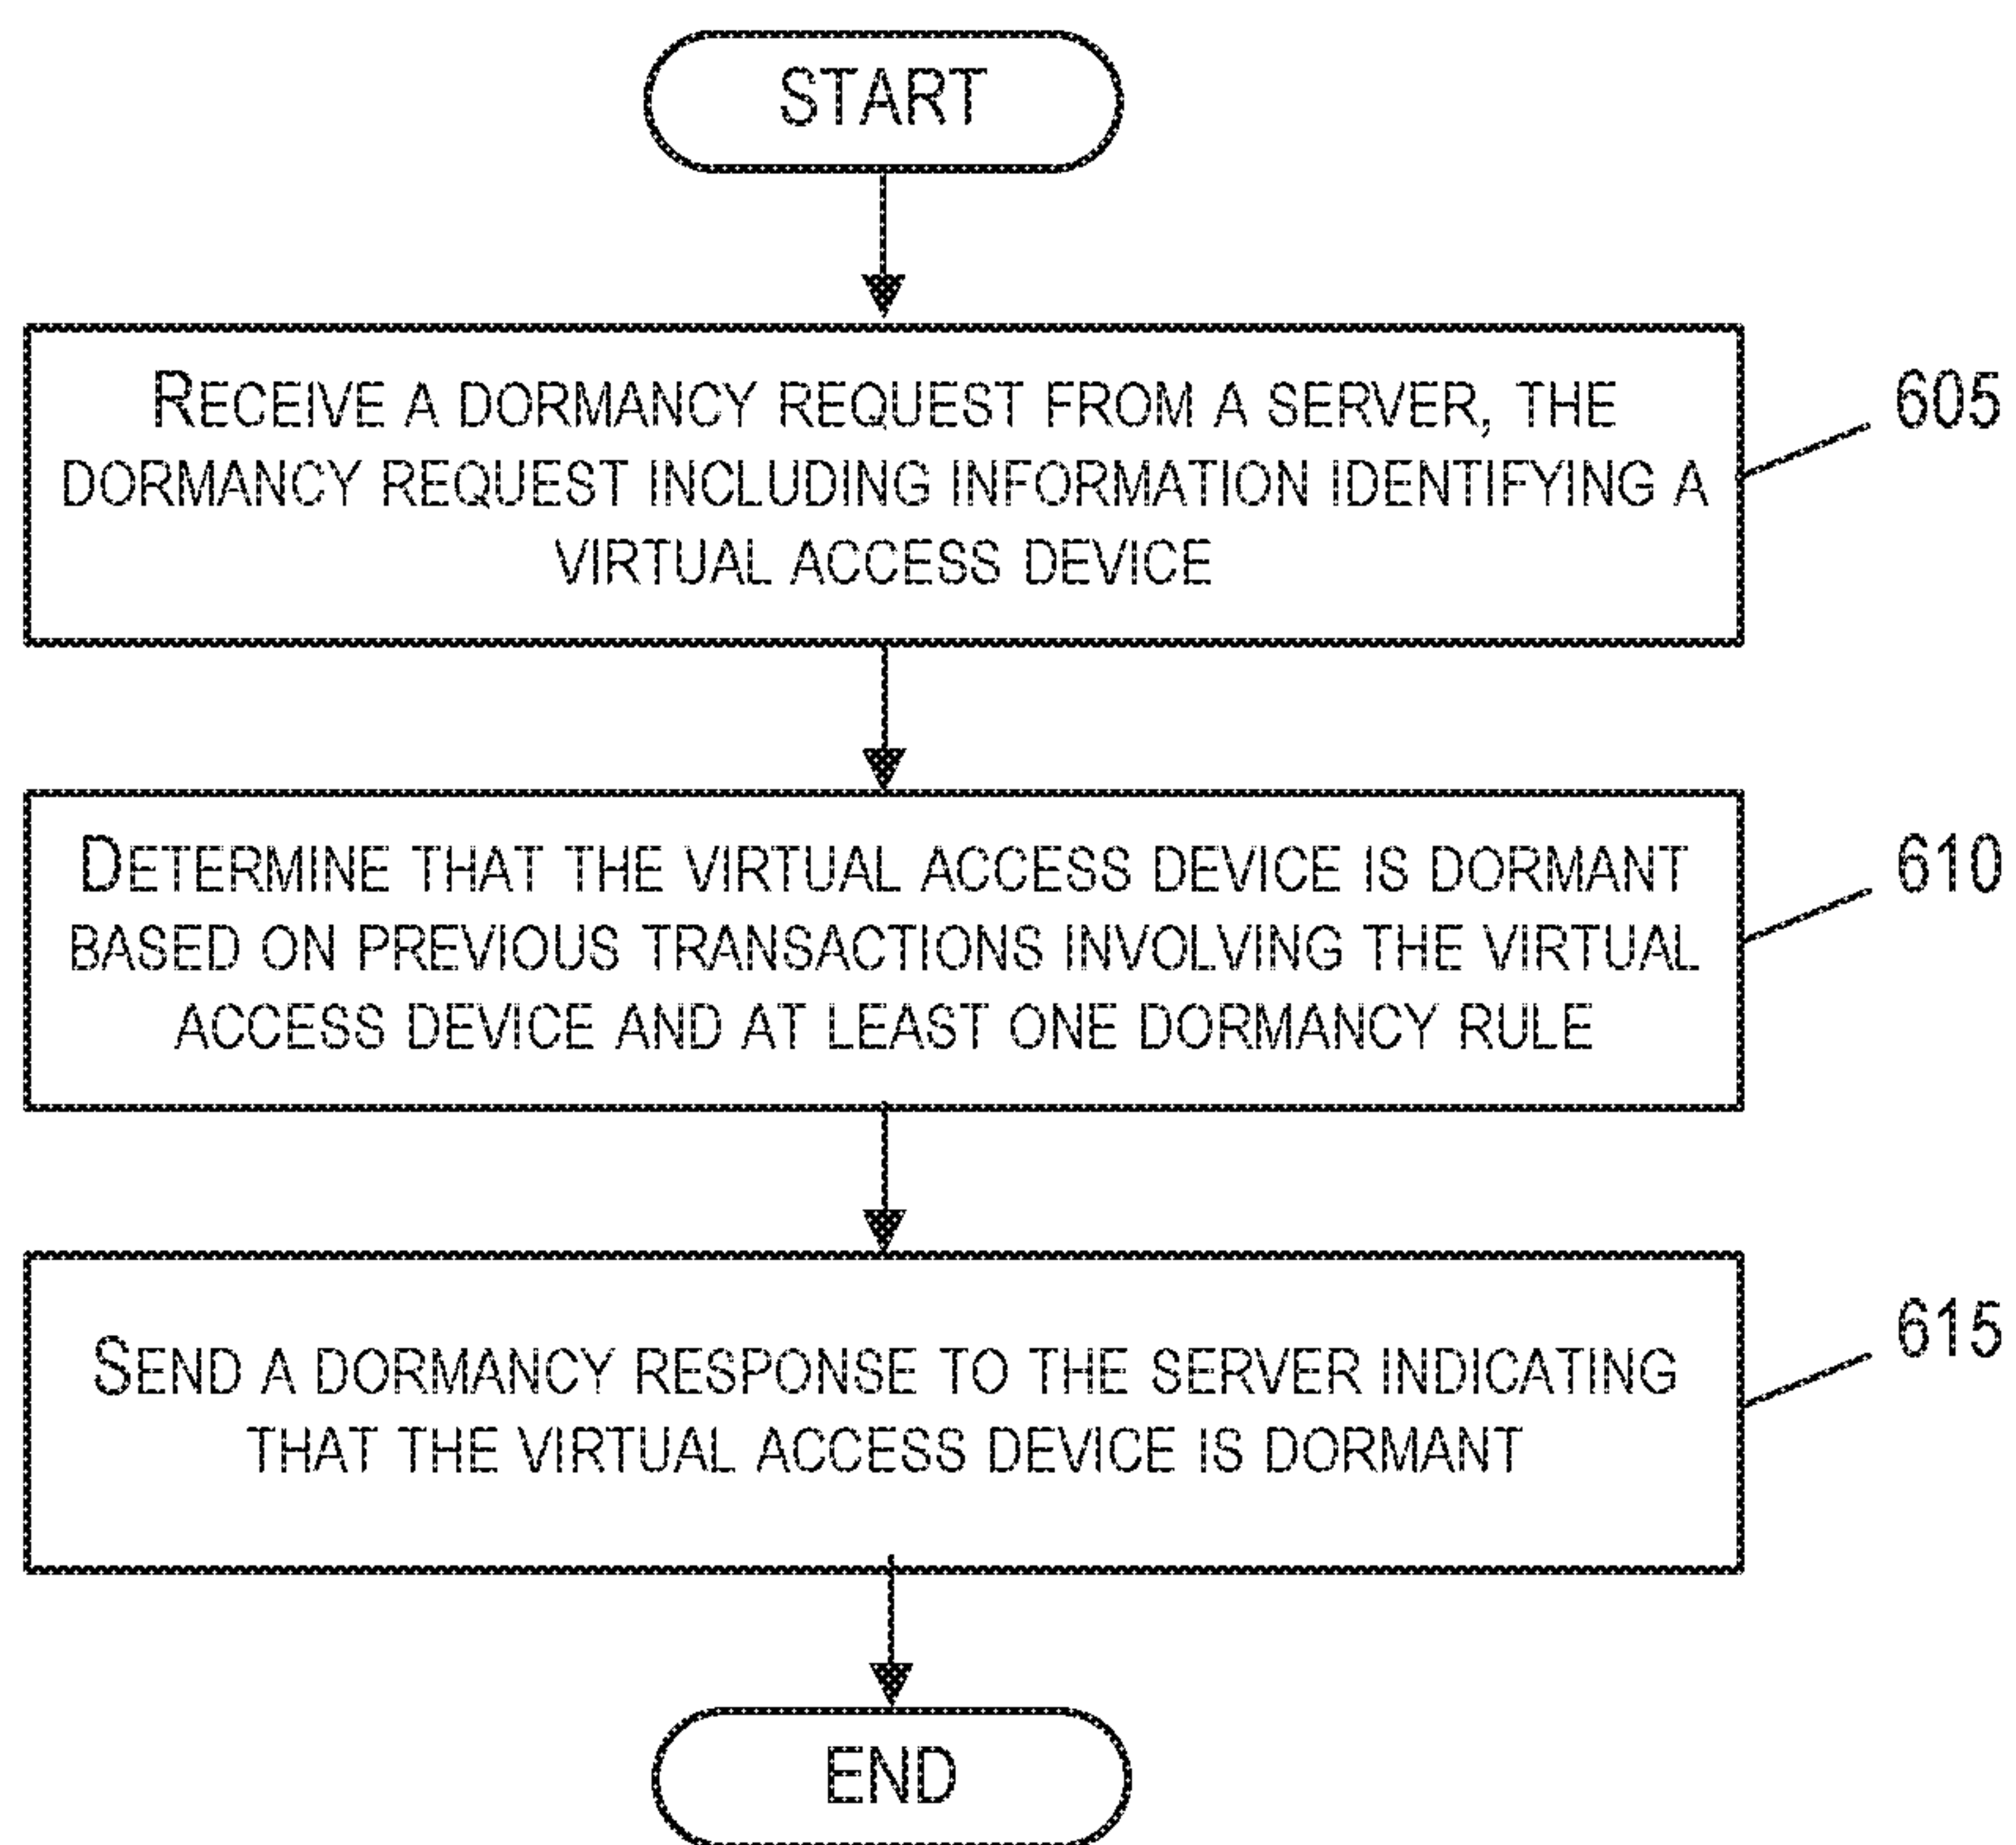 START
RECEIVE A DORMANCY REQUEST FROM A SERVER, THE
DORMANCY REQUEST INCLUDING INFORMATION IDENTIFYING A
VIRTUAL ACCESS DEVICE
605
DETERMINE THAT THE VIRTUAL ACCESS DEVICE IS DORMANT
BASED ON PREVIOUS TRANSACTIONS INVOLVING THE VIRTUAL
ACCESS DEVICE AND AT LEAST ONE DORMANCY RULE
610
SEND A DORMANCY RESPONSE TO THE SERVER INDICATING
THAT THE VIRTUAL ACCESS DEVICE IS DORMANT
615
END